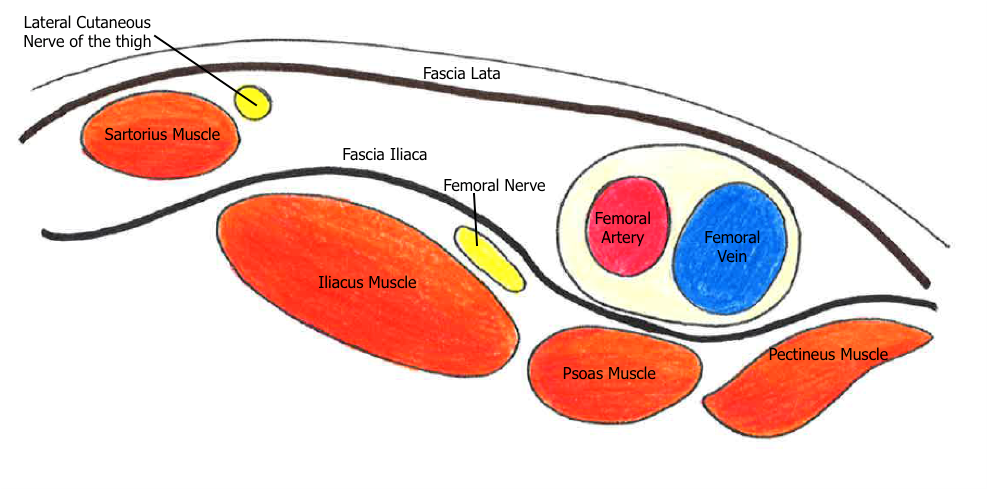 Lateral Cutaneous
Nerve of the thigh
Fascia Lata
Sartorius Muscle
Fascia Iliaca
Femoral Nerve
Femoral
Artery
Femoral
Vein
Iliacus Muscle
Pectineus Muscle
Psoas Muscle